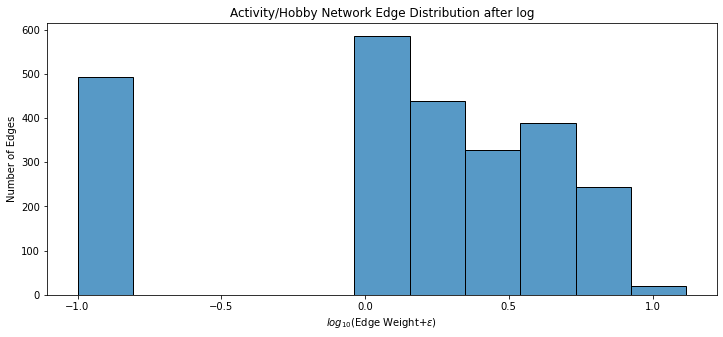 Activity/Hobby Network Edge Distribution after log
600
500
400
300
200
100
0
Number of Edges
−1.0 −0.5 0.0 0.5 1.0
log₁₀(Edge Weight+ε)